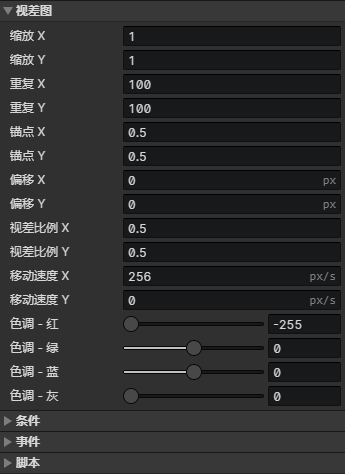 视差图
缩放 X 1
缩放 Y 1
重复 X 100
重复 Y 100
锚点 X 0.5
锚点 Y 0.5
偏移 X 0 px
偏移 Y 0 px
视差比例 X 0.5
视差比例 Y 0.5
移动速度 X 256 px/s
移动速度 Y 0 px/s
色调 - 红 -255
色调 - 绿 0
色调 - 蓝 0
色调 - 灰 0
条件
事件
脚本